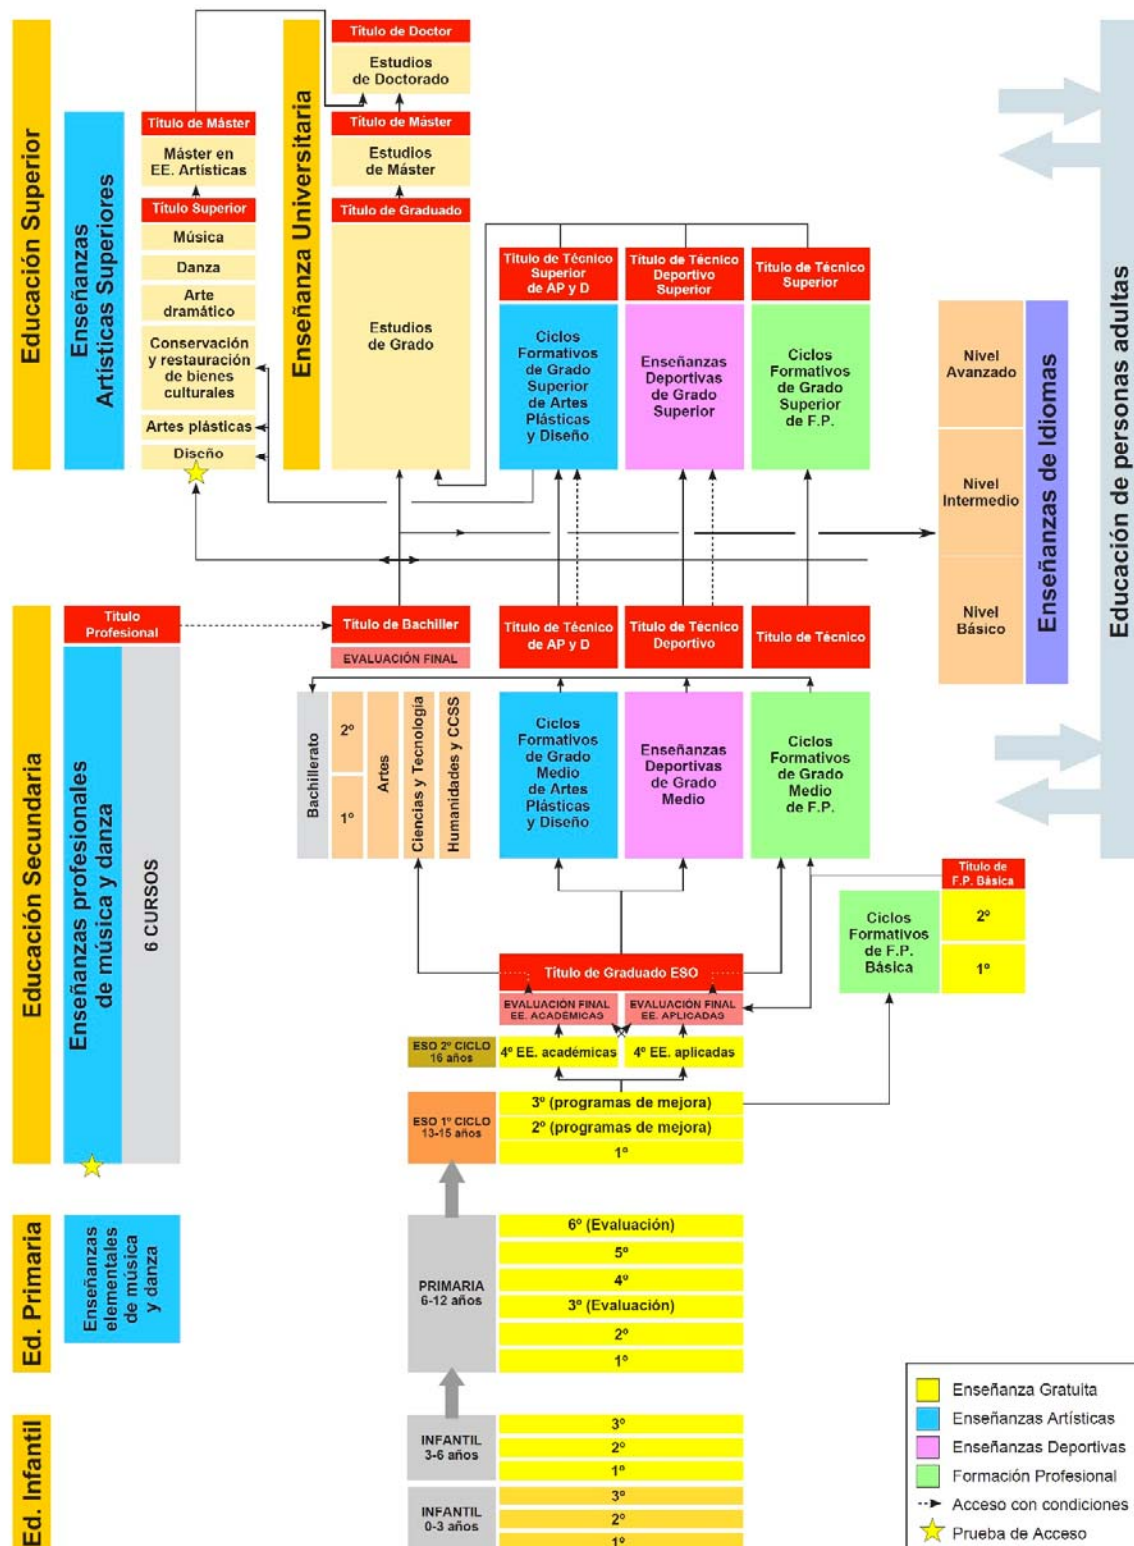 Educación Superior
Enseñanzas
Artísticas Superiores
Título de Máster
Máster en
EE. Artísticas
Título Superior
Música
Danza
Arte
dramático
Conservación
y restauración
de bienes
culturales
Artes plásticas
Diseño
Enseñanza Universitaria
Título de Doctor
Estudios
de Doctorado
Título de Máster
Estudios
de Máster
Título de Graduado
Estudios
de Grado
Título de Técnico
Superior
de AP y D
Ciclos
Formativos
de Grado
Superior
de Artes
Plásticas
y Diseño
Título de Técnico
Deportivo
Superior
Enseñanzas
Deportivas
de Grado
Superior
Título de Técnico
Superior
Ciclos
Formativos
de Grado
Superior
de F.P.
Nivel
Avanzado
Nivel
Intermedio
Nivel
Básico
Enseñanzas de Idiomas
Educación de personas adultas
Educación Secundaria
Título
Profesional
Enseñanzas profesionales
de música y danza
6 CURSOS
Título de Bachiller
EVALUACIÓN FINAL
Bachillerato
2º
1º
Artes
Ciencias y Tecnología
Humanidades y CCSS
Título de Técnico
de AP y D
Ciclos
Formativos
de Grado
Medio
de Artes
Plásticas
y Diseño
Título de Técnico
Deportivo
Enseñanzas
Deportivas
de Grado
Medio
Título de Técnico
Ciclos
Formativos
de Grado
Medio
de F.P.
Título de
F.P. Básica
Ciclos
Formativos
de F.P.
Básica
2º
1º
Título de Graduado ESO
EVALUACIÓN FINAL
EE. ACADÉMICAS
EVALUACIÓN FINAL
EE. APLICADAS
ESO 2º CICLO
16 años
4º EE. académicas
4º EE. aplicadas
ESO 1º CICLO
13-15 años
3º (programas de mejora)
2º (programas de mejora)
1º
Ed. Primaria
Enseñanzas
elementales
de música
y danza
PRIMARIA
6-12 años
6º (Evaluación)
5º
4º
3º (Evaluación)
2º
1º
Ed. Infantil
INFANTIL
3-6 años
3º
2º
1º
INFANTIL
0-3 años
3º
2º
1º
Enseñanza Gratuita
Enseñanzas Artísticas
Enseñanzas Deportivas
Formación Profesional
Acceso con condiciones
Prueba de Acceso